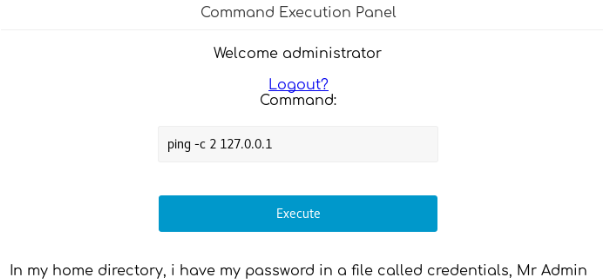 Command Execution Panel
Welcome administrator
Logout?
Command:
ping -c 2 127.0.0.1
Execute
In my home directory, i have my password in a file called credentials, Mr Admin